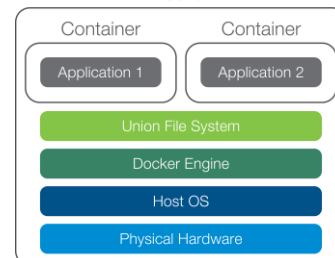 Container Container
Application 1 Application 2
Union File System
Docker Engine
Host OS
Physical Hardware